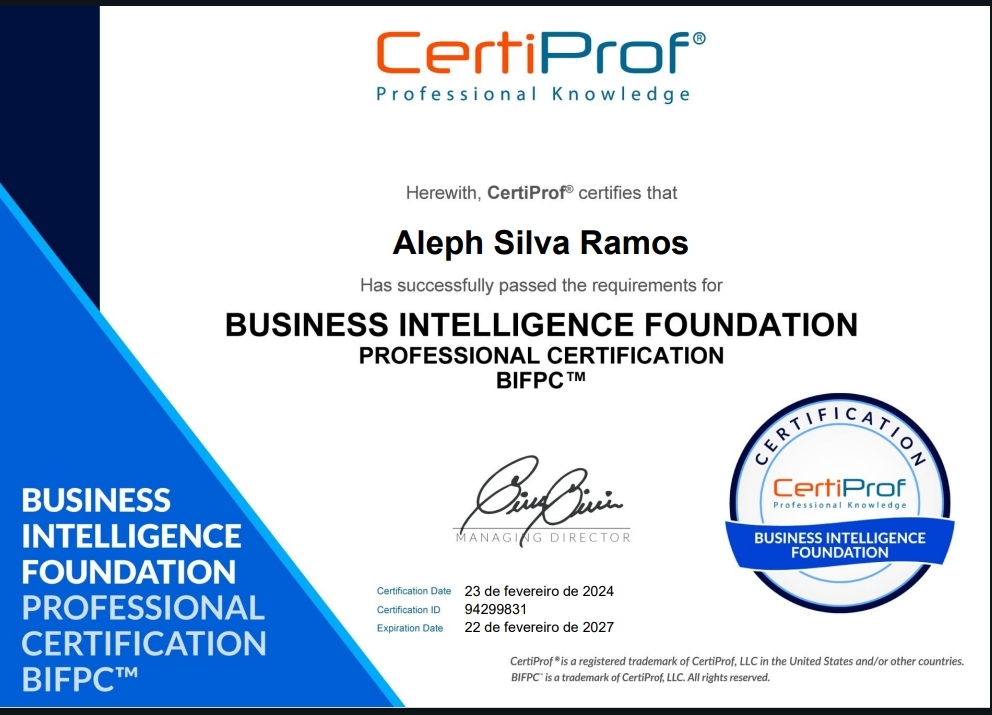 CertiProf®
Professional Knowledge
Herewith, CertiProf® certifies that
Aleph Silva Ramos
Has successfully passed the requirements for
BUSINESS INTELLIGENCE FOUNDATION
PROFESSIONAL CERTIFICATION
BIFPC™
BUSINESS
INTELLIGENCE
FOUNDATION
PROFESSIONAL
CERTIFICATION
BIFPC™
MANAGING DIRECTOR
Certification Date 23 de fevereiro de 2024
Certification ID 94299831
Expiration Date 22 de fevereiro de 2027
CERTIFICATION
CertiProf
Professional Knowledge
BUSINESS INTELLIGENCE
FOUNDATION
CertiProf® is a registered trademark of CertiProf, LLC in the United States and/or other countries.
BIFPC™ is a trademark of CertiProf, LLC. All rights reserved.